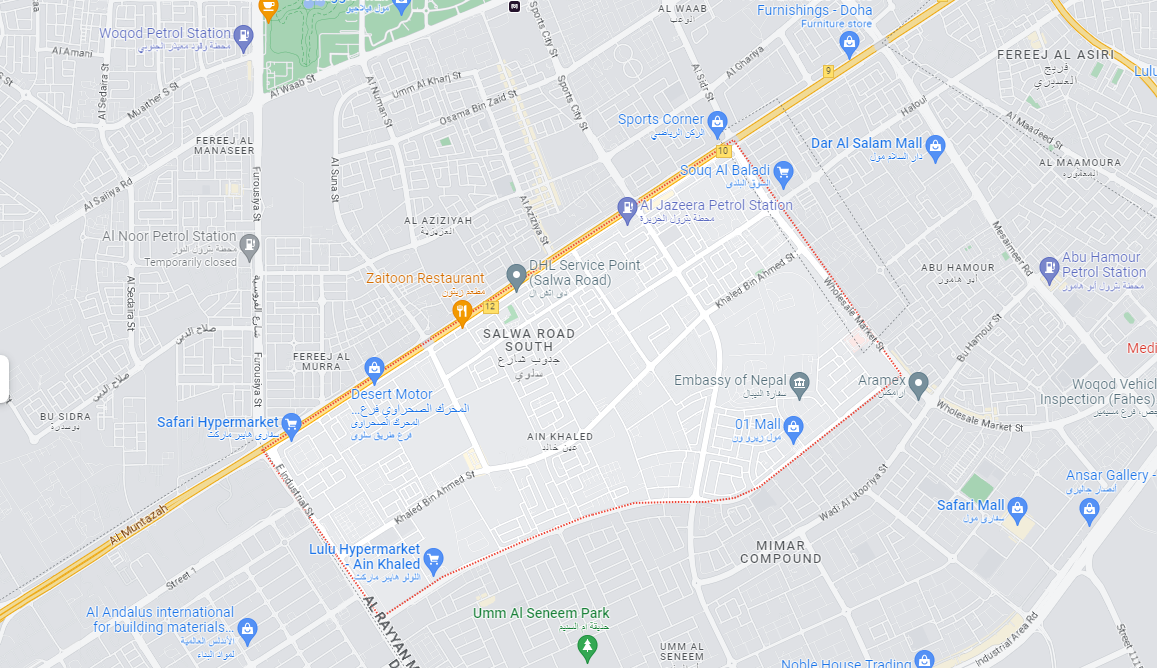 AL WAAB
الوعب
Furnishings - Doha
Furniture store
Woqod Petrol Station
Al Amani
Al Sedaira St
Muaither S St
Al Waab St
Al Numan St
Umm Al Kharj St
Osama Bin Zaid St
Sports City St
Sports City St
Al Sidr St
Al Ghariya
9
FEREEJ AL ASIRI
فريج
العسيري
Lulu
Haloul
Al Maadeed St
Sports Corner
الركن الرياضي
10
Dar Al Salam Mall
دار السلام مول
AL MAAMOURA
المعمورة
FEREEJ AL
MANASEER
Furousiya St
Al Suna St
Al Saliya Rd
Souq Al Baladi
السوق البلدي
Al Jazeera Petrol Station
محطة بترول الجزيرة
AL AZIZIYAH
العزيزية
Al Aziziya St
Al Noor Petrol Station
محطة بترول النور
Temporarily closed
Mesaimeer Rd
Abu Hamour
Petrol Station
محطة بترول أبو هامور
ABU HAMOUR
أبو هامور
Zaitoon Restaurant
مطعم زيتون
DHL Service Point
(Salwa Road)
دي إتش ال
12
Khaled Bin Ahmed St
Wholesale Market St
Al Sedaira St
شارع الفروسية
صلاح الدين
SALWA ROAD
SOUTH
جنوب شارع
سلوي
Bu Hamour St
Medi
FEREEJ AL
MURRA
Furousiya St
صلاح الدين
Desert Motor
المحرك الصحراوي فرع...
المحرك الصحراوي
فرع طريق سلوى
Embassy of Nepal
سفارة النيبال
Aramex
أرامكس
Woqod Vehicl
Inspection (Fahes)
BU SIDRA
بوسدرة
Safari Hypermarket
سفاري هايبر ماركت
Wholesale Market St
01 Mall
مول زيرو ون
AIN KHALED
عين خالد
E Industrial St
Khaled Bin Ahmed St
Wadi Al Utooriya St
Ansar Gallery -
أنصار جاليري
Safari Mall
سفاري مول
Al Muntazah
Lulu Hypermarket
- Ain Khaled
اللولو هايبر ماركت
MIMAR
COMPOUND
Street 1
AL RAYYAN M
Al Andalus international
for building materials...
الأندلس العالمية
لمواد البناء
Umm Al Seneem Park
حديقة أم السنيم
UMM AL
SENEEM
Industrial Area Rd
Street 111
Noble House Trading